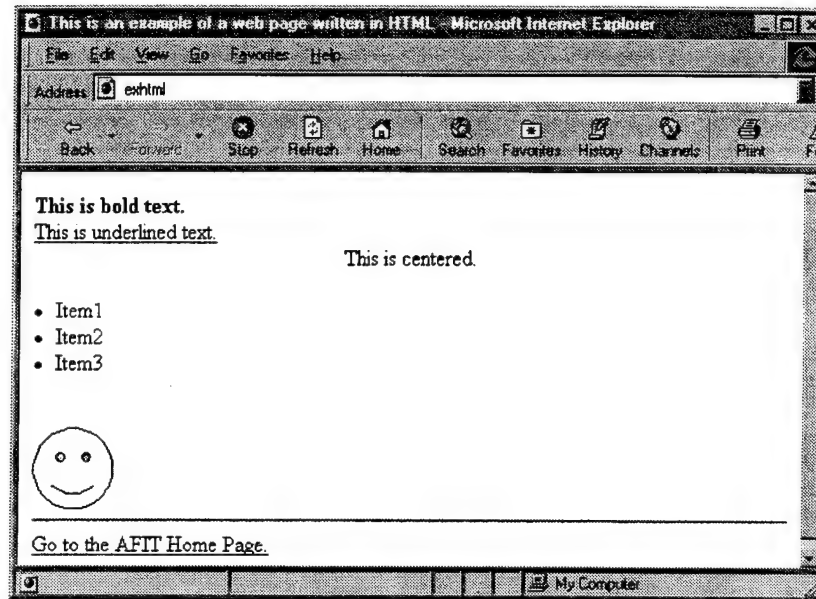 This is an example of a web page written in HTML - Microsoft Internet Explorer
File Edit View Go Favorites Help
Address exhtml
Back Forward Stop Refresh Home Search Favorites History Channels Print
This is bold text.
This is underlined text.
This is centered.
• Item1
• Item2
• Item3
Go to the AFIT Home Page.
My Computer